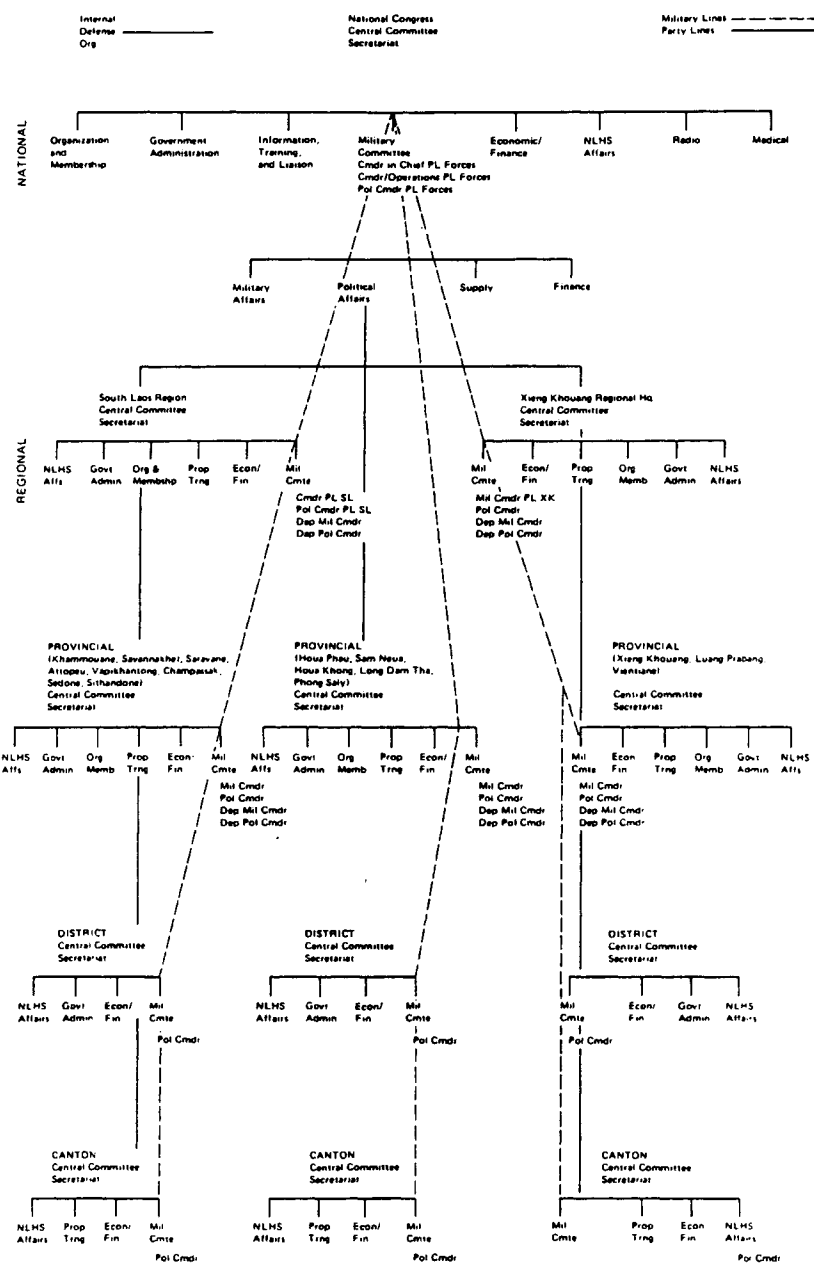 Internal
Defense
Org
National Congress
Central Committee
Secretariat
Military Lines
Party Lines
NATIONAL
Organization
and
Membership
Government
Administration
Information,
Training,
and Liaison
Military
Committee
Cmdr in Chief PL Forces
Cmdr/Operations PL Forces
Pol Cmdr PL Forces
Economic/
Finance
NLHS
Affairs
Radio
Medical
Military
Affairs
Political
Affairs
Supply
Finance
REGIONAL
South Laos Region
Central Committee
Secretariat
NLHS
Affs
Govt
Admin
Org &
Membship
Prop
Trng
Econ/
Fin
Mil
Cmte
Cmdr PL SL
Pol Cmdr PL SL
Dep Mil Cmdr
Dep Pol Cmdr
Xieng Khouang Regional Hq
Central Committee
Secretariat
Mil
Cmte
Econ/
Fin
Prop
Trng
Org
Memb
Govt
Admin
NLHS
Affairs
Mil Cmdr PL XK
Pol Cmdr
Dep Mil Cmdr
Dep Pol Cmdr
PROVINCIAL
(Khammouane, Savannakhet, Saravane,
Attopeu, Vapikhantong, Champassak,
Sedone, Sithandone)
Central Committee
Secretariat
NLHS
Affs
Govt
Admin
Org
Memb
Prop
Trng
Econ/
Fin
Mil
Cmte
Mil Cmdr
Pol Cmdr
Dep Mil Cmdr
Dep Pol Cmdr
PROVINCIAL
(Houa Phau, Sam Neua,
Houa Khong, Long Dam Tha,
Phong Saly)
Central Committee
Secretariat
NLHS
Affs
Govt
Admin
Org
Memb
Prop
Trng
Econ/
Fin
Mil
Cmte
Mil Cmdr
Pol Cmdr
Dep Mil Cmdr
Dep Pol Cmdr
PROVINCIAL
(Xieng Khouang, Luang Prabang,
Vientiane)
Central Committee
Secretariat
Mil
Cmte
Econ
Fin
Prop
Trng
Org
Memb
Govt
Admin
NLHS
Affs
Mil Cmdr
Pol Cmdr
Dep Mil Cmdr
Dep Pol Cmdr
DISTRICT
Central Committee
Secretariat
NLHS
Affairs
Govt
Admin
Econ/
Fin
Mil
Cmte
Pol Cmdr
DISTRICT
Central Committee
Secretariat
NLHS
Affairs
Govt
Admin
Econ/
Fin
Mil
Cmte
Pol Cmdr
DISTRICT
Central Committee
Secretariat
Mil
Cmte
Econ/
Fin
Govt
Admin
NLHS
Affairs
Pol Cmdr
CANTON
Central Committee
Secretariat
NLHS
Affairs
Prop
Trng
Econ/
Fin
Mil
Cmte
Pol Cmdr
CANTON
Central Committee
Secretariat
NLHS
Affairs
Prop
Trng
Econ/
Fin
Mil
Cmte
Pol Cmdr
CANTON
Central Committee
Secretariat
Mil
Cmte
Prop
Trng
Econ
Fin
NLHS
Affairs
Pol Cmdr